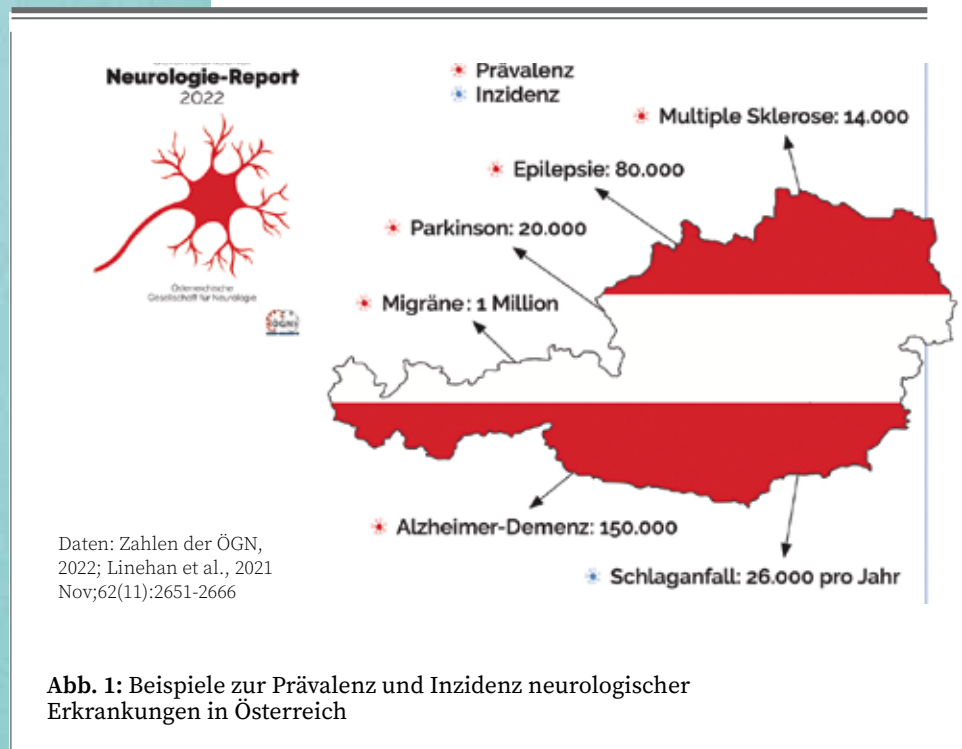 Neurologie-Report
2022
Österreichische
Gesellschaft für Neurologie
ÖGN
Prävalenz
Inzidenz
Multiple Sklerose: 14.000
Epilepsie: 80.000
Parkinson: 20.000
Migräne: 1 Million
Alzheimer-Demenz: 150.000
Schlaganfall: 26.000 pro Jahr
Daten: Zahlen der ÖGN,
2022; Linehan et al., 2021
Nov;62(11):2651-2666
Abb. 1: Beispiele zur Prävalenz und Inzidenz neurologischer
Erkrankungen in Österreich